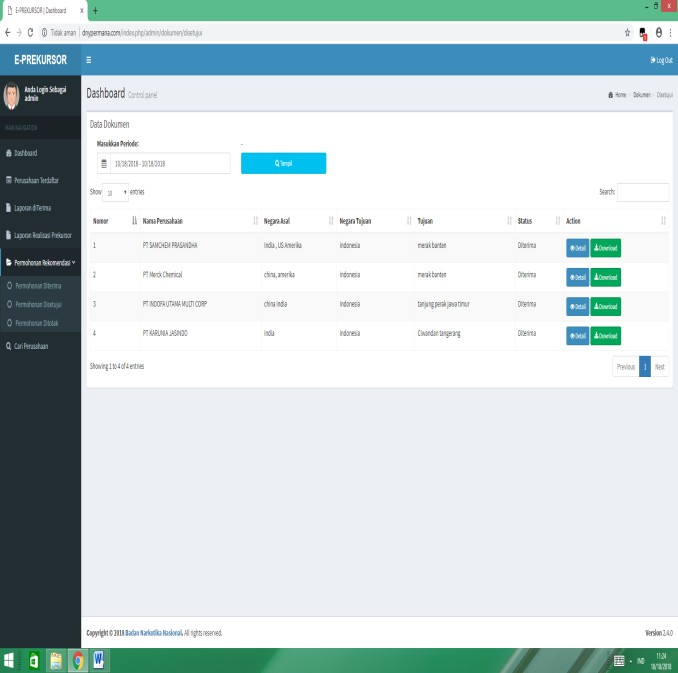 E-PREKURSOR | Dashboard
Tidak aman | dnypermana.com/index.php/admin/dokumen/disetujui
E-PREKURSOR
Log Out
Anda Login Sebagai
admin
MAIN NAVIGATION
Dashboard
Perusahaan Terdaftar
Laporan diTerima
Laporan Realisasi Prekursor
Permohonan Rekomendasi
Permohonan Diterima
Permohonan Disetujui
Permohonan Ditolak
Cari Perusahaan
Dashboard Control panel
Home > Dokumen > Disetujui
Data Dokumen
Masukkan Periode: -
10/18/2018 - 10/18/2018
Tampil
Show 10 entries
Search:
Nomor Nama Perusahaan Negara Asal Negara Tujuan Tujuan Status Action
1 PT SAMCHEM PRASANDHA India , US Amerika indonesia merak banten Diterima Detail Download
2 PT Merck Chemical china, amerika indonesia merak banten Diterima Detail Download
3 PT INDOFA UTAMA MULTI CORP china india indonesia tanjung perak jawa timur Diterima Detail Download
4 PT KARUNIA JASINDO india indonesia Ciwandan tangerang Diterima Detail Download
Showing 1 to 4 of 4 entries
Previous 1 Next
Copyright © 2018 Badan Narkotika Nasional. All rights reserved.
Version 2.4.0
IND
11:24
18/10/2018